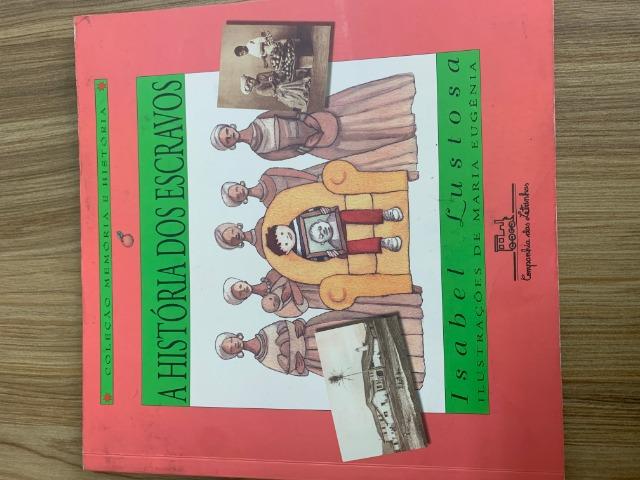 COLEÇÃO MEMÓRIA E HISTÓRIA
A HISTÓRIA DOS ESCRAVOS
Isabel Lustosa
ILUSTRAÇÕES DE MARIA EUGÊNIA
Companhia das Letrinhas